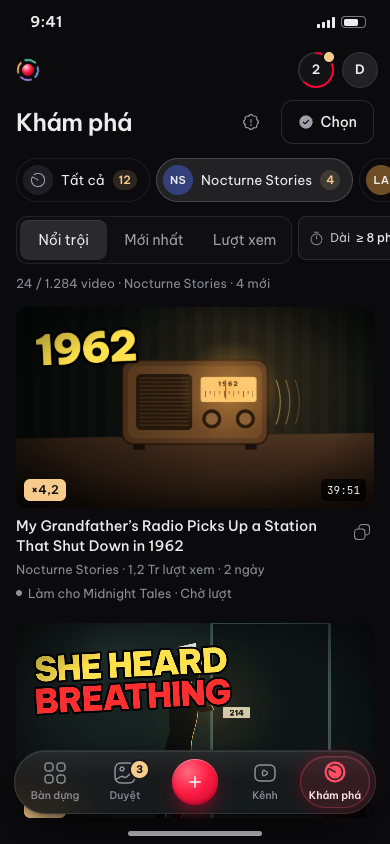 9:41
2
D
Khám phá
Chọn
Tất cả 12
NS Nocturne Stories 4
LA
Nổi trội
Mới nhất
Lượt xem
Dài ≥ 8 ph
24 / 1.284 video · Nocturne Stories · 4 mới
1962
1962
×4,2
39:51
My Grandfather's Radio Picks Up a Station
That Shut Down in 1962
Nocturne Stories · 1,2 Tr lượt xem · 2 ngày
Làm cho Midnight Tales · Chờ lượt
SHE HEARD
BREATHING
214
3
Bàn dựng
Duyệt
Kênh
Khám phá